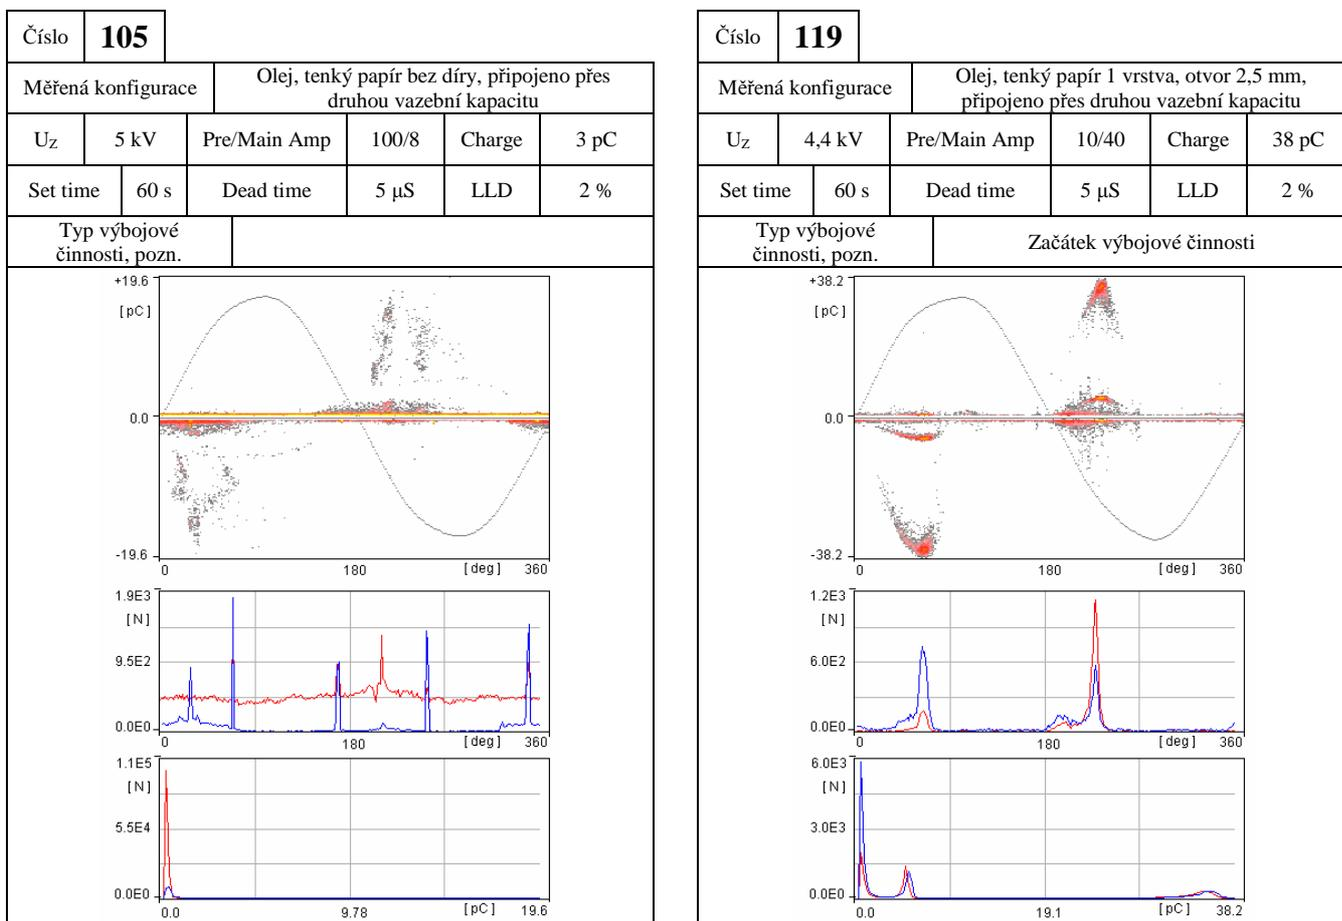 Číslo 105
Měřená konfigurace Olej, tenký papír bez díry, připojeno přes
druhou vazební kapacitu
UZ 5 kV Pre/Main Amp 100/8 Charge 3 pC
Set time 60 s Dead time 5 μS LLD 2 %
Typ výbojové
činnosti, pozn.
+19.6
[pC]
0.0
-19.6
0 180 [deg] 360
1.9E3
[N]
9.5E2
0.0E0
0 180 [deg] 360
1.1E5
[N]
5.5E4
0.0E0
0.0 9.78 [pC] 19.6
Číslo 119
Měřená konfigurace Olej, tenký papír 1 vrstva, otvor 2,5 mm,
připojeno přes druhou vazební kapacitu
UZ 4,4 kV Pre/Main Amp 10/40 Charge 38 pC
Set time 60 s Dead time 5 μS LLD 2 %
Typ výbojové
činnosti, pozn. Začátek výbojové činnosti
+38.2
[pC]
0.0
-38.2
0 180 [deg] 360
1.2E3
[N]
6.0E2
0.0E0
0 180 [deg] 360
6.0E3
[N]
3.0E3
0.0E0
0.0 19.1 [pC] 38.2